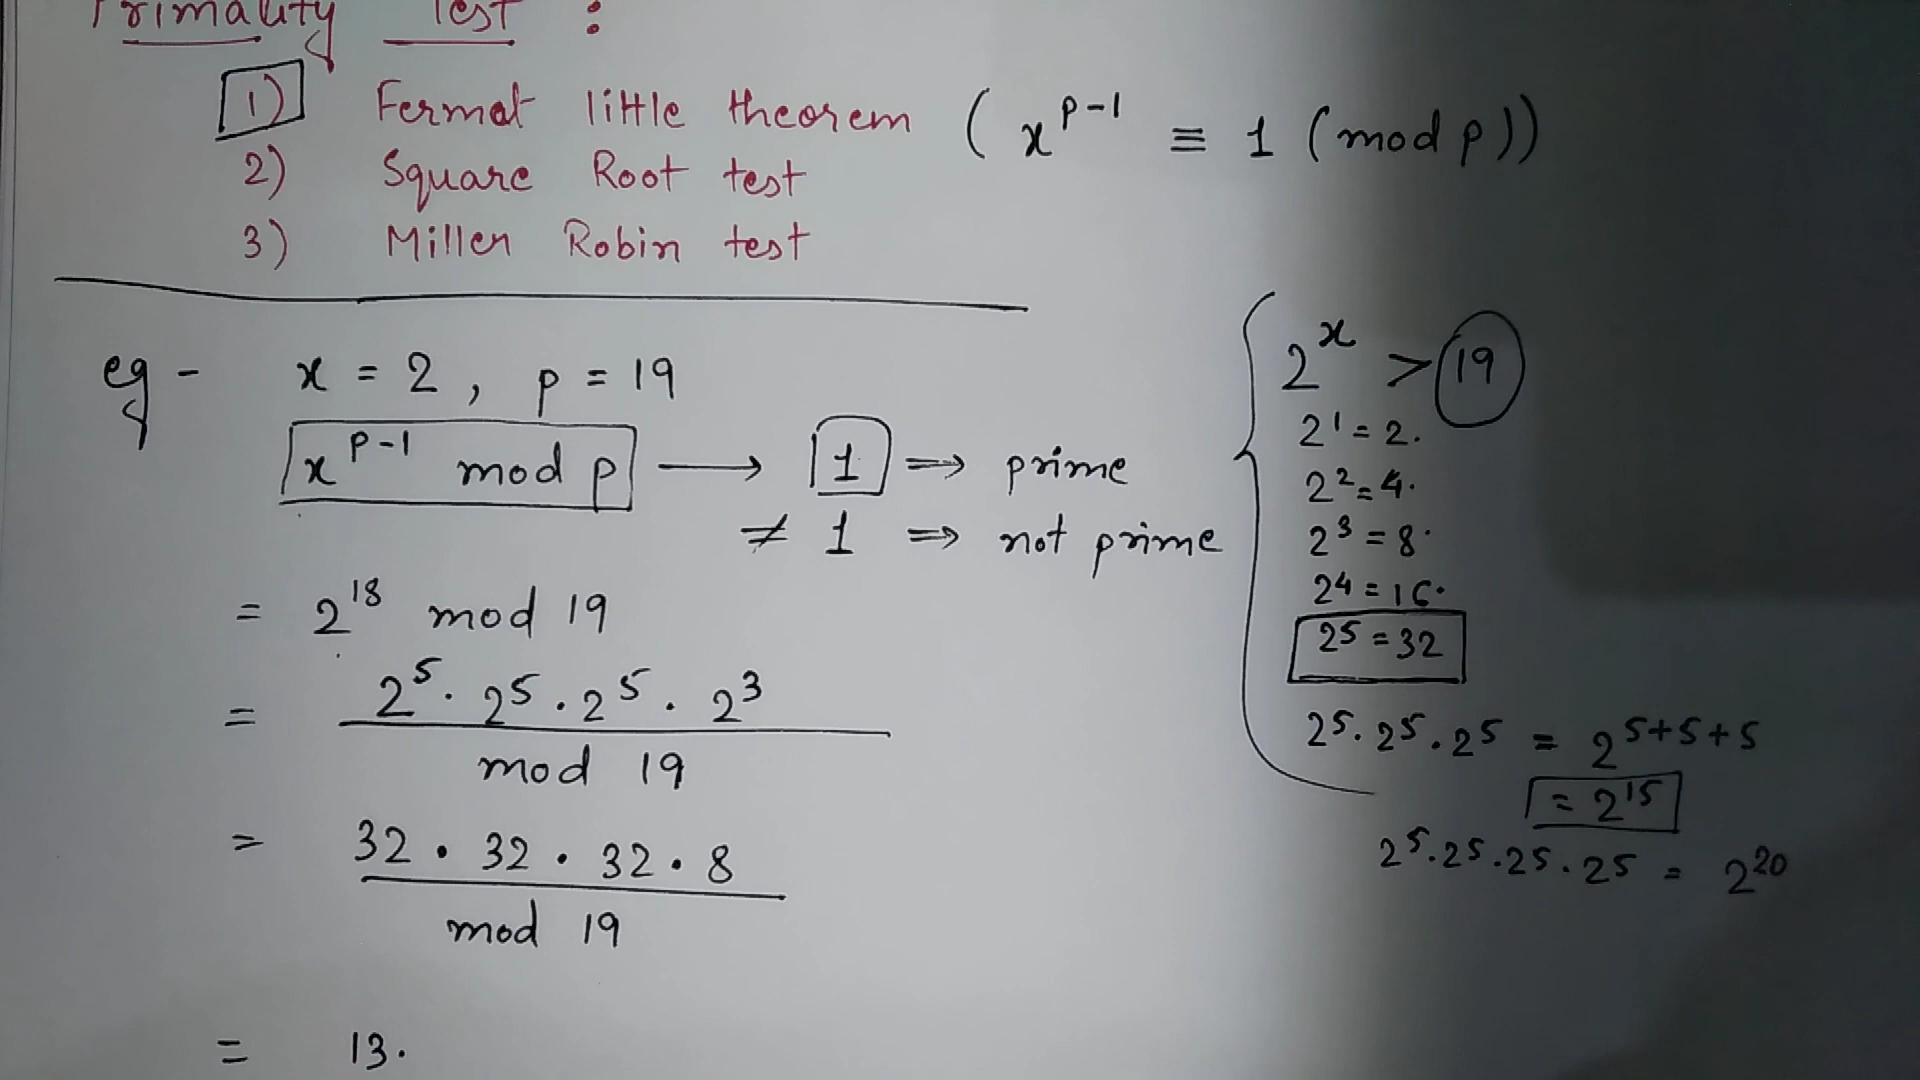 Primality Test :
1) Fermat little theorem ( x^p-1 ≡ 1 (mod p))
2) Square Root test
3) Miller Robin test
eg - x = 2 , p = 19
x^p-1 mod p → 1 ⇒ prime
≠ 1 ⇒ not prime
= 2^18 mod 19
= 2^5 . 2^5 . 2^5 . 2^3
mod 19
= 32 . 32 . 32 . 8
mod 19
= 13.
2^x > 19
2^1 = 2.
2^2 = 4.
2^3 = 8.
2^4 = 16.
2^5 = 32
2^5 . 2^5 . 2^5 = 2^5+5+5
= 2^15
2^5 . 2^5 . 2^5 . 2^5 = 2^20